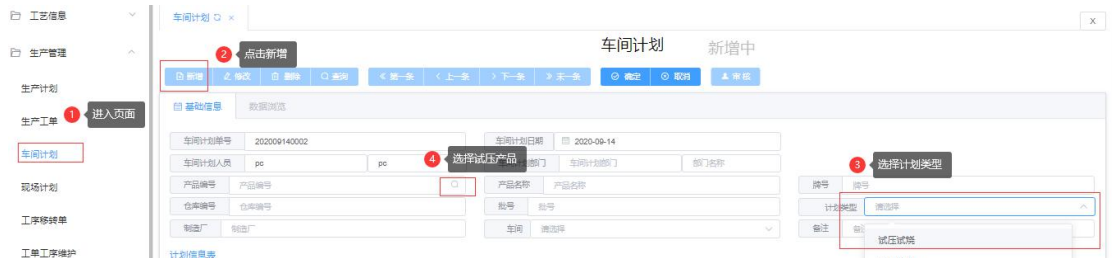 工艺信息
车间计划
x
生产管理
2 点击新增
车间计划 新增中
新增 修改 删除 查询 第一条 上一条 下一条 末一条 确定 取消 审核
生产计划
基础信息 数据浏览
1 进入页面
生产工单
车间计划单号 202009140002 车间计划日期 2020-09-14
车间计划
车间计划人员 po po 4 选择试压产品 车间计划部门 部门名称 3 选择计划类型
产品编号 产品编号 产品名称 产品名称 牌号 牌号
现场计划
仓库编号 仓库编号 批号 批号 计划类型 请选择
工序移转单
制造厂 制造厂 车间 请选择 备注
试压试烧
工单工序维护
计划信息表